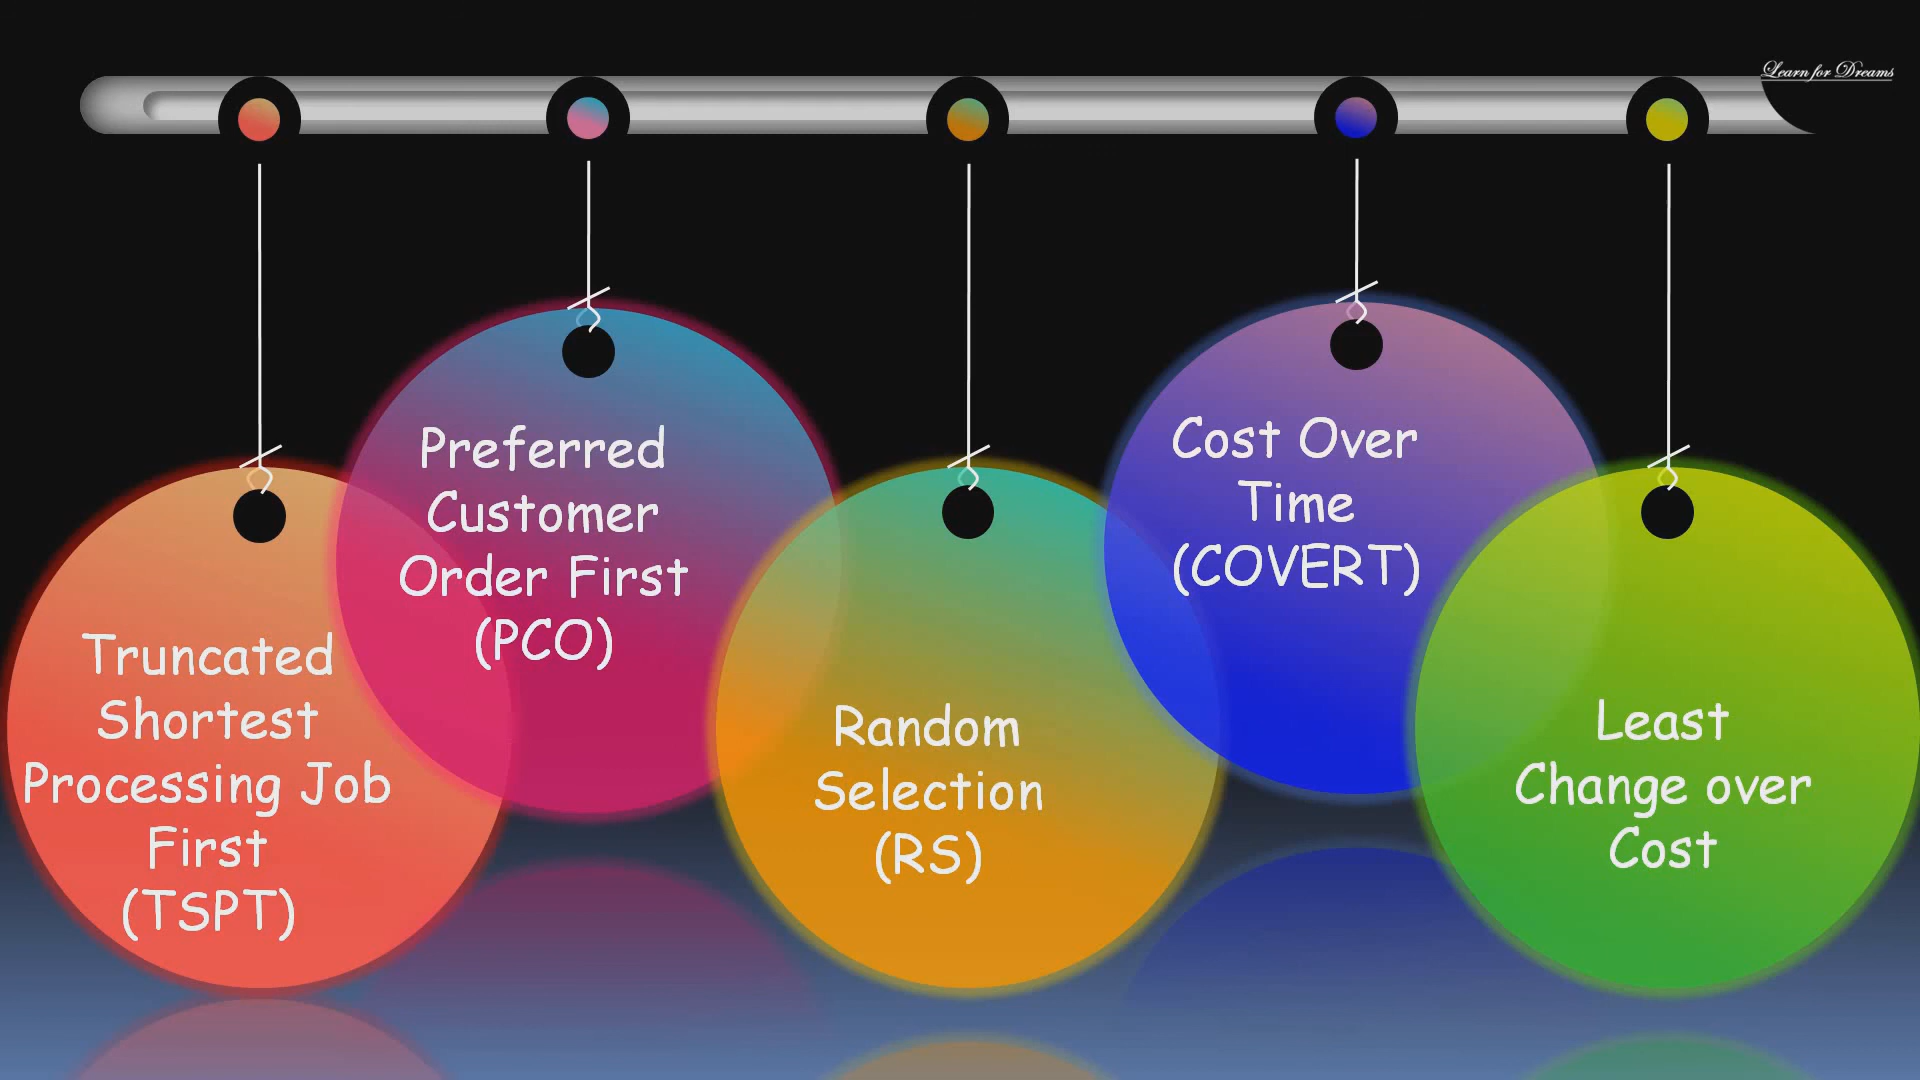 Learn for Dreams
Truncated
Shortest
Processing Job
First
(TSPT)
Preferred
Customer
Order First
(PCO)
Random
Selection
(RS)
Cost Over
Time
(COVERT)
Least
Change over
Cost